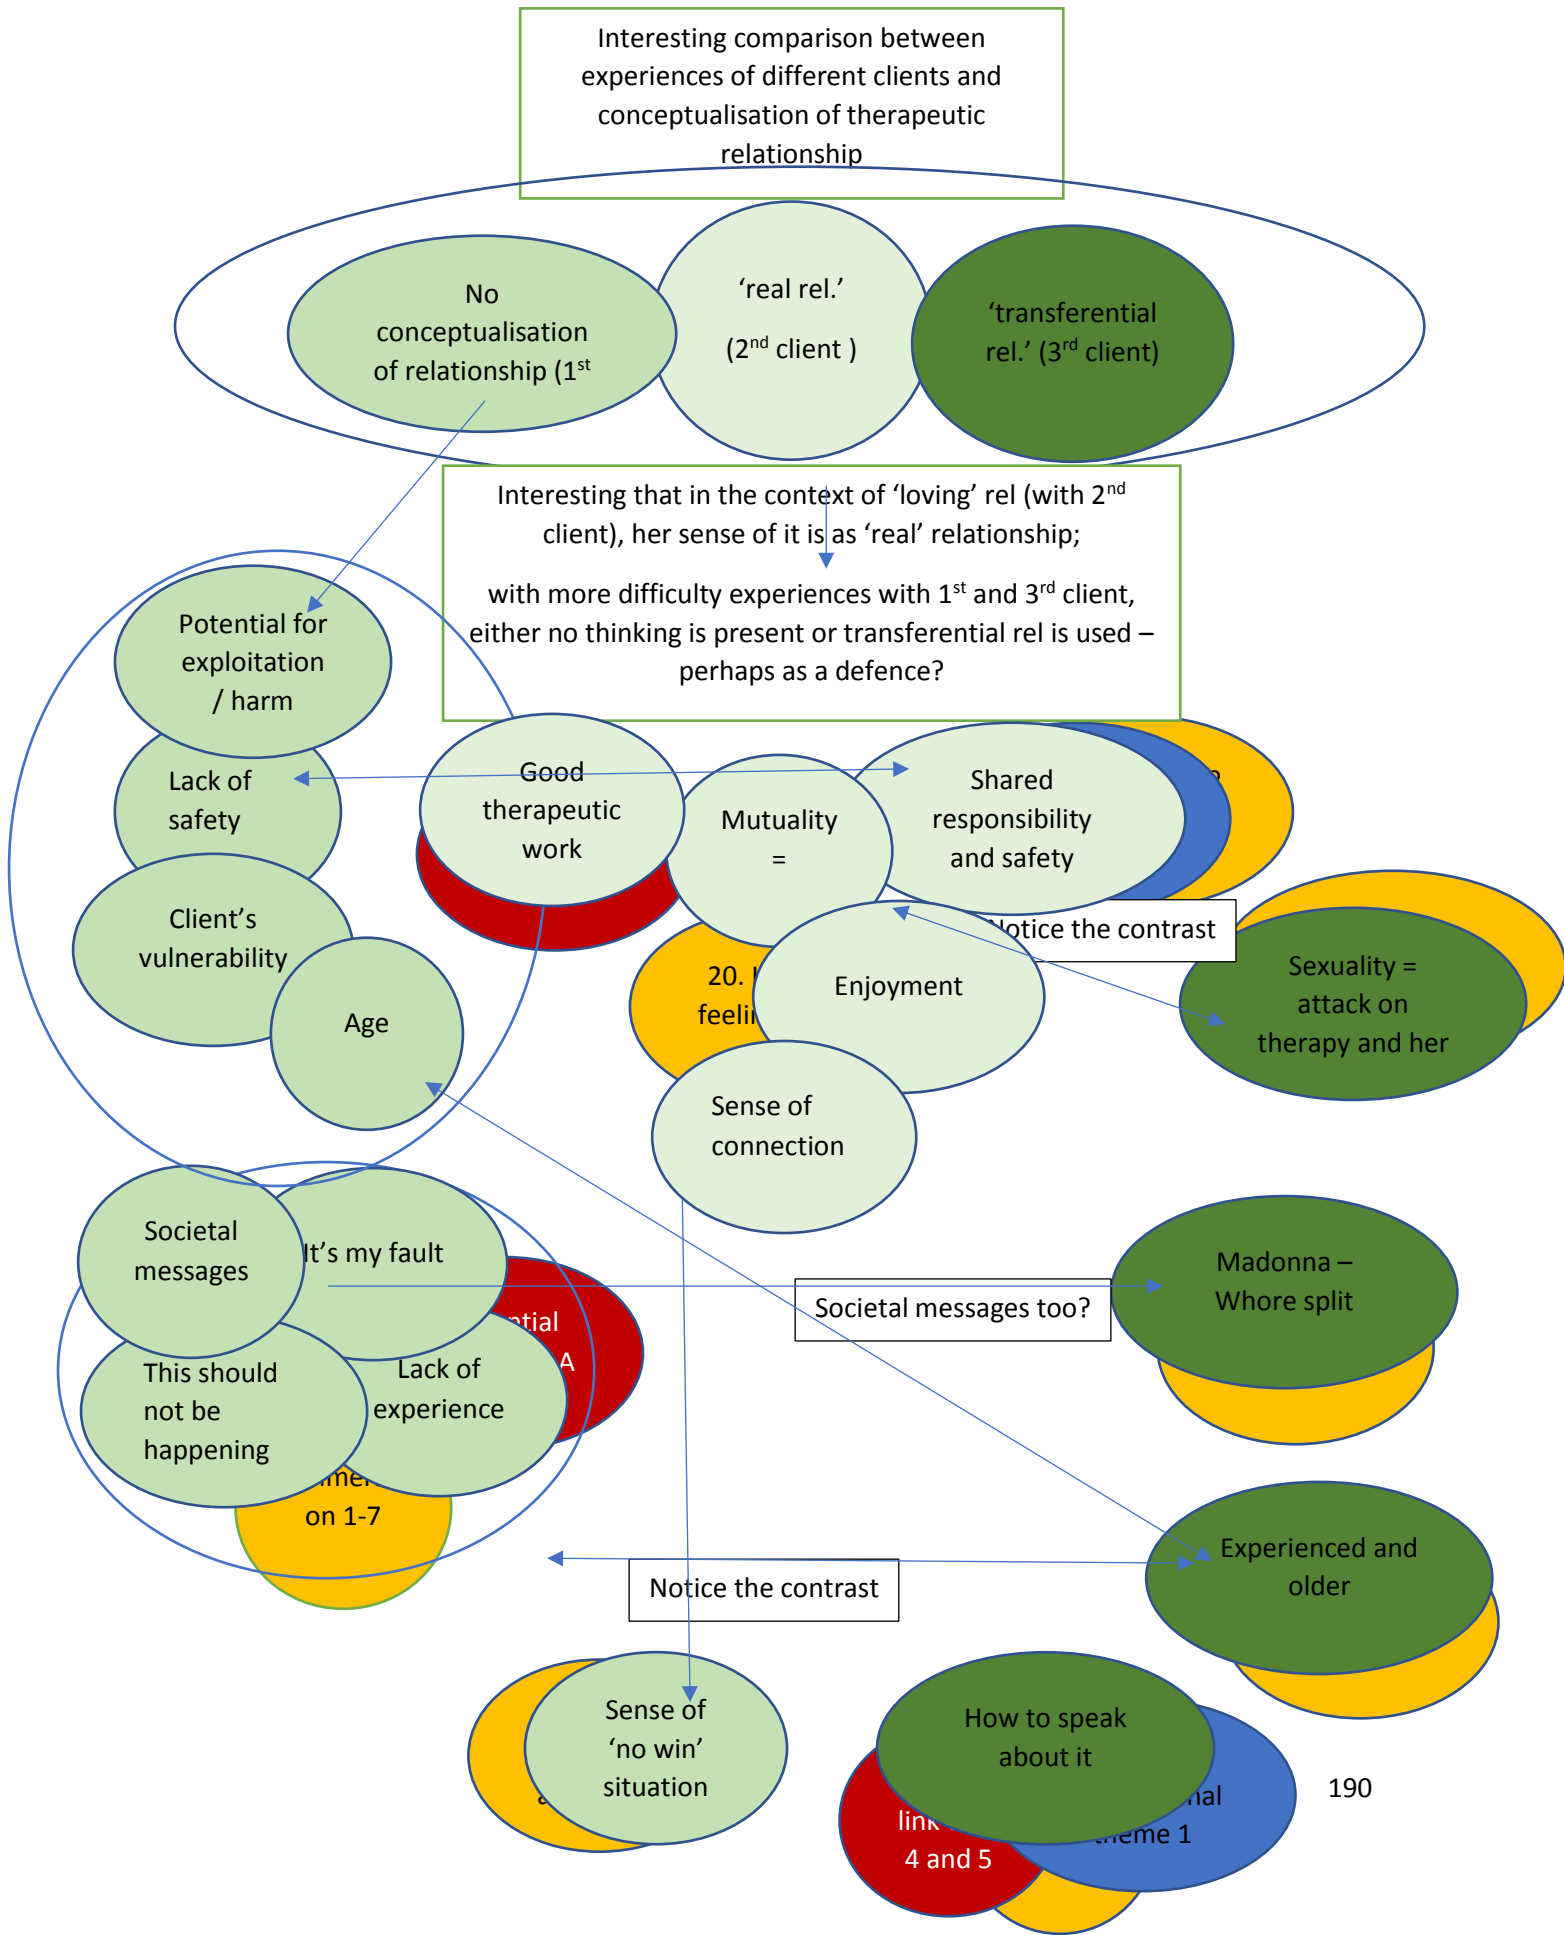 Interesting comparison between
experiences of different clients and
conceptualisation of therapeutic
relationship
No
conceptualisation
of relationship (1st
‘real rel.’
(2nd client )
‘transferential
rel.’ (3rd client)
Interesting that in the context of ‘loving’ rel (with 2nd
client), her sense of it is as ‘real’ relationship;
with more difficulty experiences with 1st and 3rd client,
either no thinking is present or transferential rel is used –
perhaps as a defence?
Potential for
exploitation
/ harm
Lack of
safety
Client’s
vulnerability
Age
Good
therapeutic
work
Mutuality
=
Shared
responsibility
and safety
Notice the contrast
20.
Enjoyment
Sense of
connection
Sexuality =
attack on
therapy and her
Societal
messages
It’s my fault
This should
not be
happening
Lack of
experience
A
on 1-7
Societal messages too?
Madonna –
Whore split
Experienced and
older
Notice the contrast
Sense of
‘no win’
situation
How to speak
about it
link
4 and 5
theme 1
190